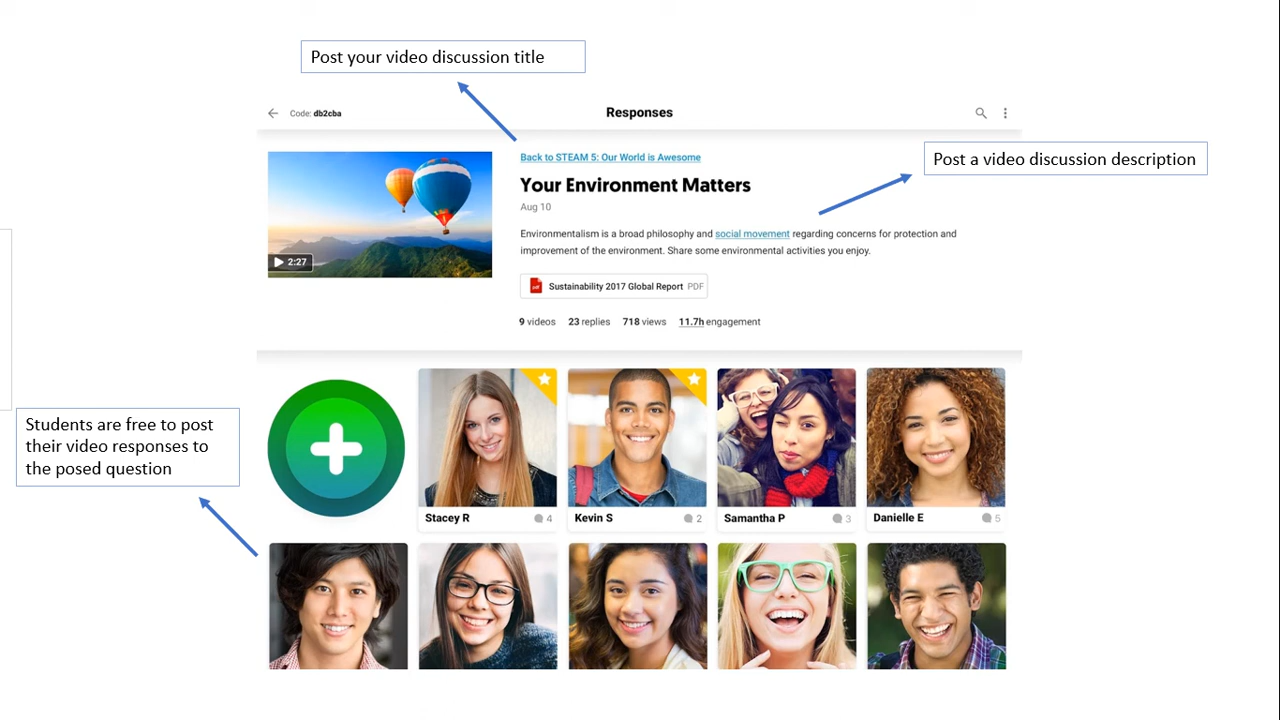 Post your video discussion title
Code: db2cba
Responses
Post a video discussion description
Back to STEAM 5: Our World is Awesome
Your Environment Matters
Aug 10
Environmentalism is a broad philosophy and social movement regarding concerns for protection and
improvement of the environment. Share some environmental activities you enjoy.
2:27
pdf
Sustainability 2017 Global Report PDF
9 videos 23 replies 718 views 11.7h engagement
Students are free to post
their video responses to
the posed question
Stacey R 4
Kevin S 2
Samantha P 3
Danielle E 5